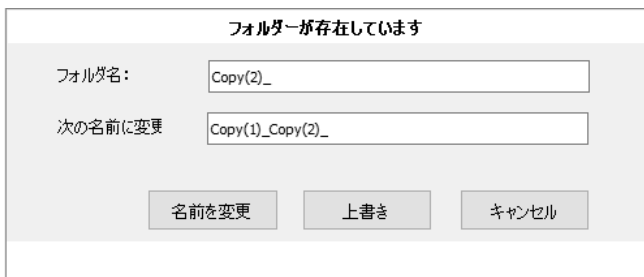 フォルダーが存在しています
フォルダ名: Copy(2)_
次の名前に変更 Copy(1)_Copy(2)_
名前を変更 上書き キャンセル